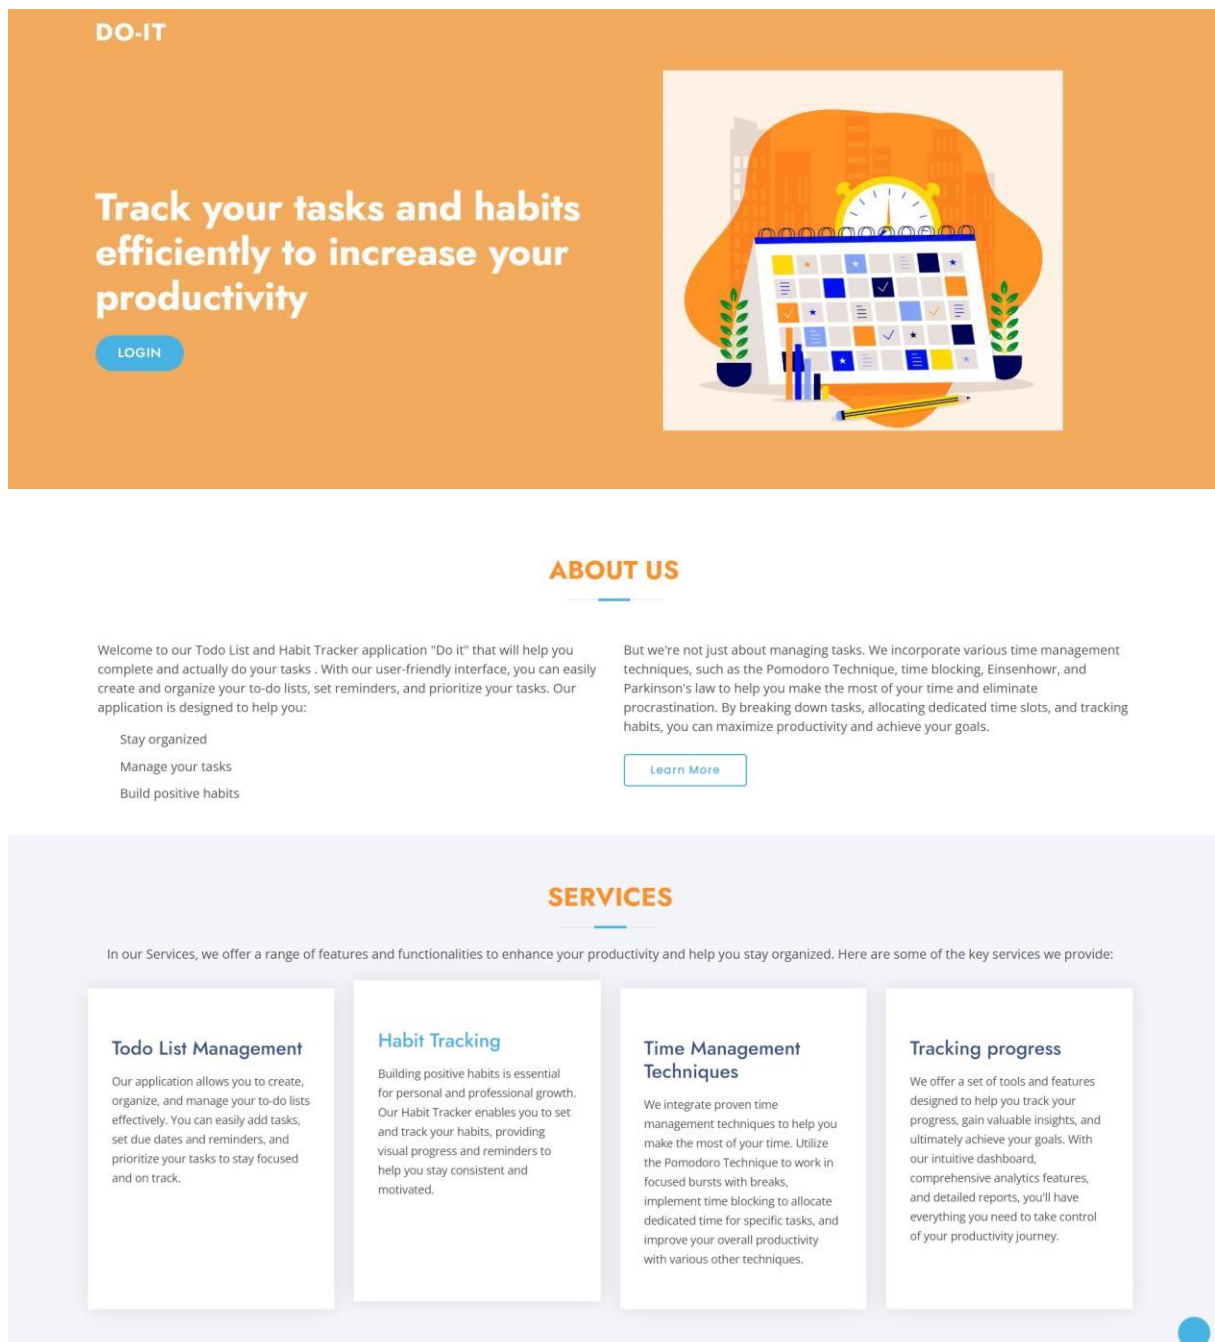 DO-IT
Track your tasks and habits
efficiently to increase your
productivity
LOGIN
ABOUT US
Welcome to our Todo List and Habit Tracker application "Do it" that will help you
complete and actually do your tasks . With our user-friendly interface, you can easily
create and organize your to-do lists, set reminders, and prioritize your tasks. Our
application is designed to help you:
Stay organized
Manage your tasks
Build positive habits
But we're not just about managing tasks. We incorporate various time management
techniques, such as the Pomodoro Technique, time blocking, Einsenhowr, and
Parkinson's law to help you make the most of your time and eliminate
procrastination. By breaking down tasks, allocating dedicated time slots, and tracking
habits, you can maximize productivity and achieve your goals.
Learn More
SERVICES
In our Services, we offer a range of features and functionalities to enhance your productivity and help you stay organized. Here are some of the key services we provide:
Todo List Management
Our application allows you to create,
organize, and manage your to-do lists
effectively. You can easily add tasks,
set due dates and reminders, and
prioritize your tasks to stay focused
and on track.
Habit Tracking
Building positive habits is essential
for personal and professional growth.
Our Habit Tracker enables you to set
and track your habits, providing
visual progress and reminders to
help you stay consistent and
motivated.
Time Management
Techniques
We integrate proven time
management techniques to help you
make the most of your time. Utilize
the Pomodoro Technique to work in
focused bursts with breaks,
implement time blocking to allocate
dedicated time for specific tasks, and
improve your overall productivity
with various other techniques.
Tracking progress
We offer a set of tools and features
designed to help you track your
progress, gain valuable insights, and
ultimately achieve your goals. With
our intuitive dashboard,
comprehensive analytics features,
and detailed reports, you'll have
everything you need to take control
of your productivity journey.